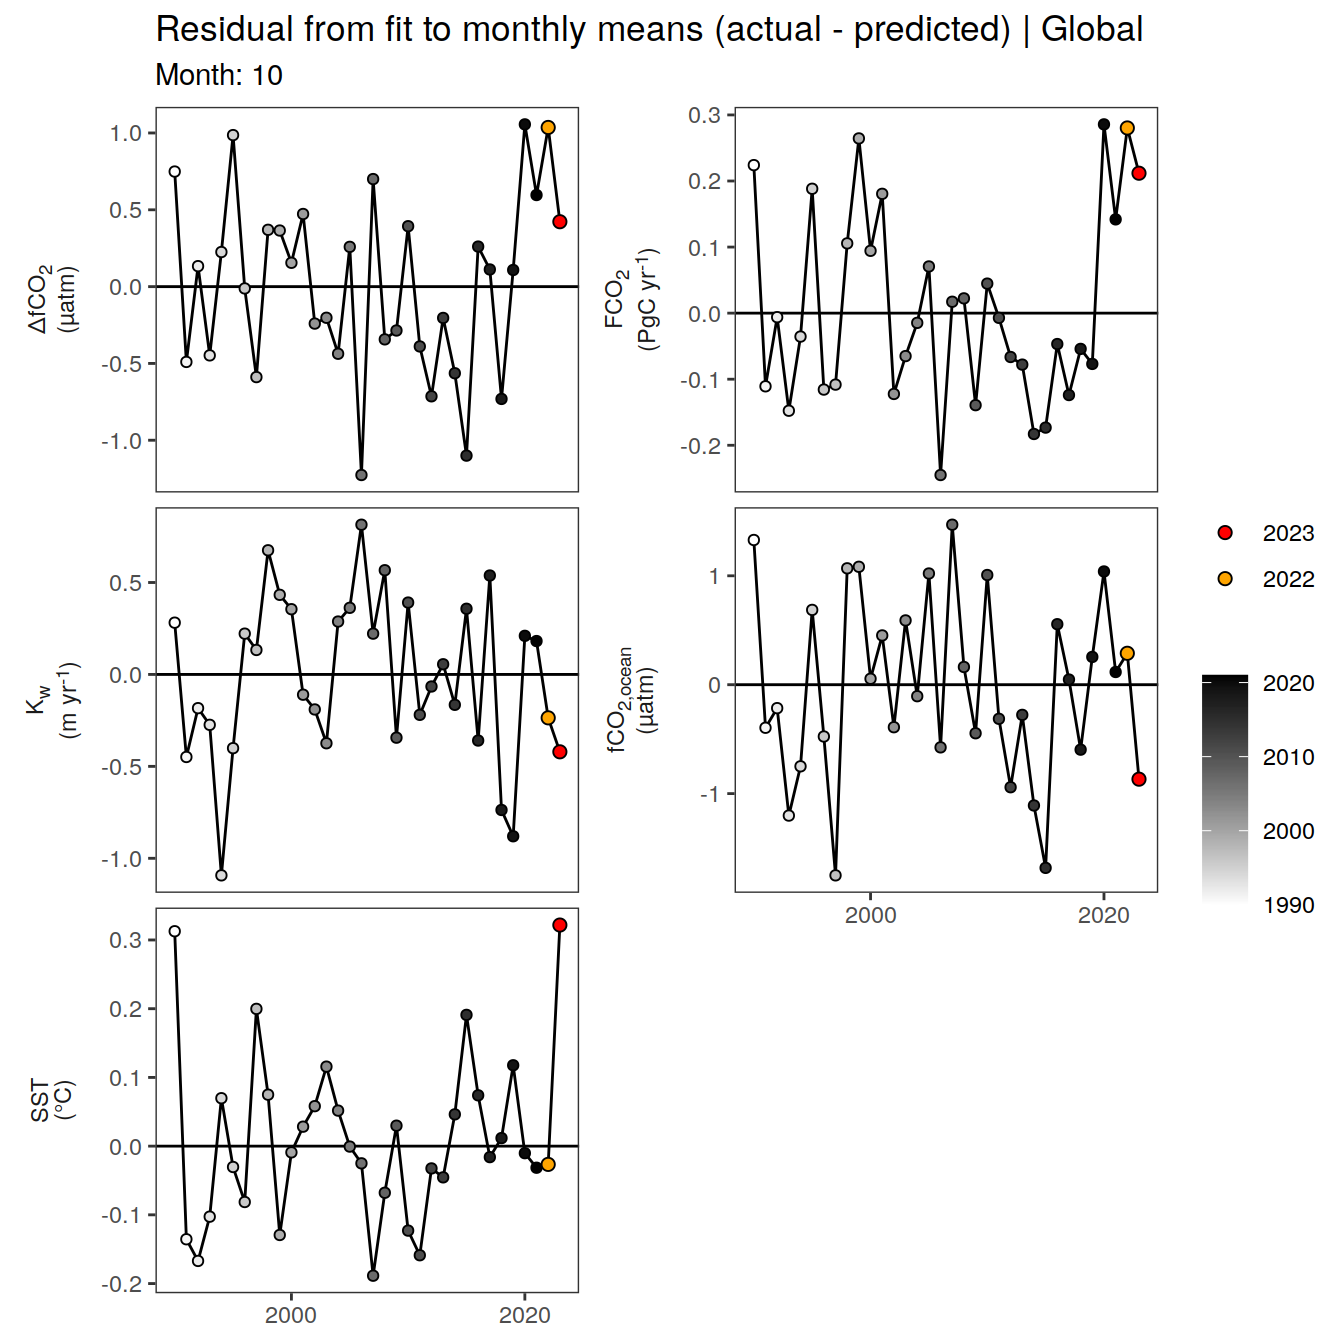 Residual from fit to monthly means (actual - predicted) | Global
Month: 10
ΔfCO2
(µatm)
1.0
0.5
0.0
-0.5
-1.0
FCO2
(PgC yr-1)
0.3
0.2
0.1
0.0
-0.1
-0.2
Kw
(m yr-1)
0.5
0.0
-0.5
-1.0
fCO2,ocean
(µatm)
1
0
-1
2000
2020
SST
(°C)
0.3
0.2
0.1
0.0
-0.1
-0.2
2000
2020
2023
2022
2020
2010
2000
1990